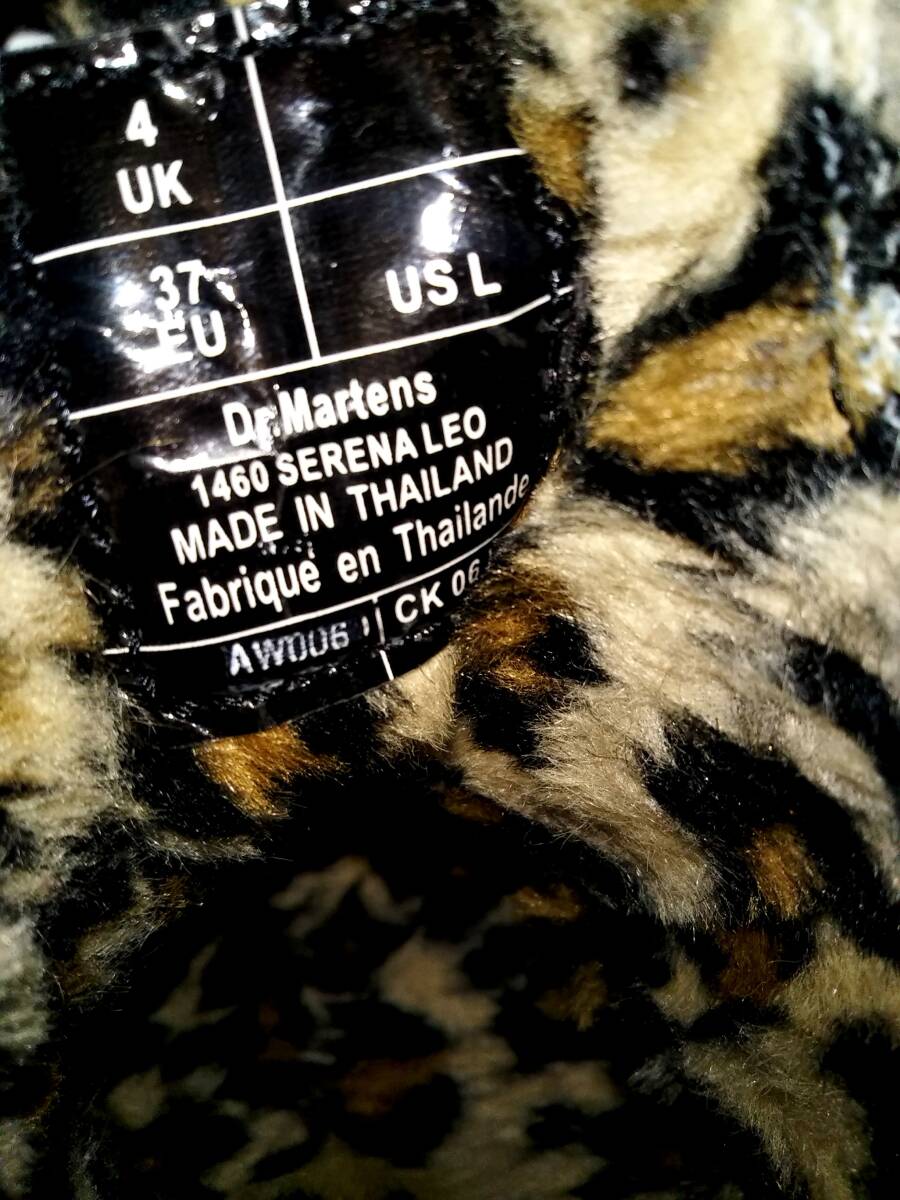 4
UK
37
EU
US L
Dr.Martens
1460 SERENA LEO
MADE IN THAILAND
Fabriqué en Thailande
AW006
CK 06